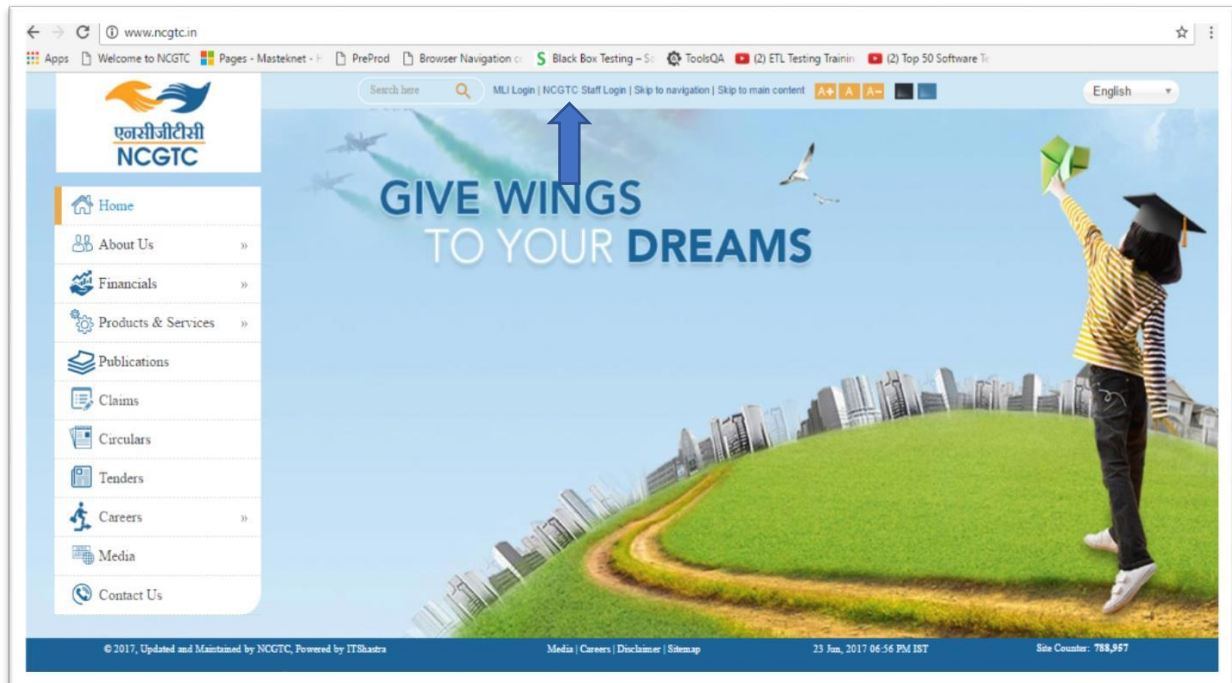 www.ncgtc.in
Apps Welcome to NCGTC Pages - Masteknet - H PreProd Browser Navigation c Black Box Testing – So ToolsQA (2) ETL Testing Trainin (2) Top 50 Software Te
Search here MLI Login | NCGTC Staff Login | Skip to navigation | Skip to main content A+ A A- English
एनसीजीटीसी
NCGTC
GIVE WINGS
TO YOUR DREAMS
Home
About Us »
Financials »
Products & Services »
Publications
Claims
Circulars
Tenders
Careers »
Media
Contact Us
© 2017, Updated and Maintained by NCGTC, Powered by ITShastra Media | Careers | Disclaimer | Sitemap 23 Jun, 2017 06:56 PM IST Site Counter: 788,957